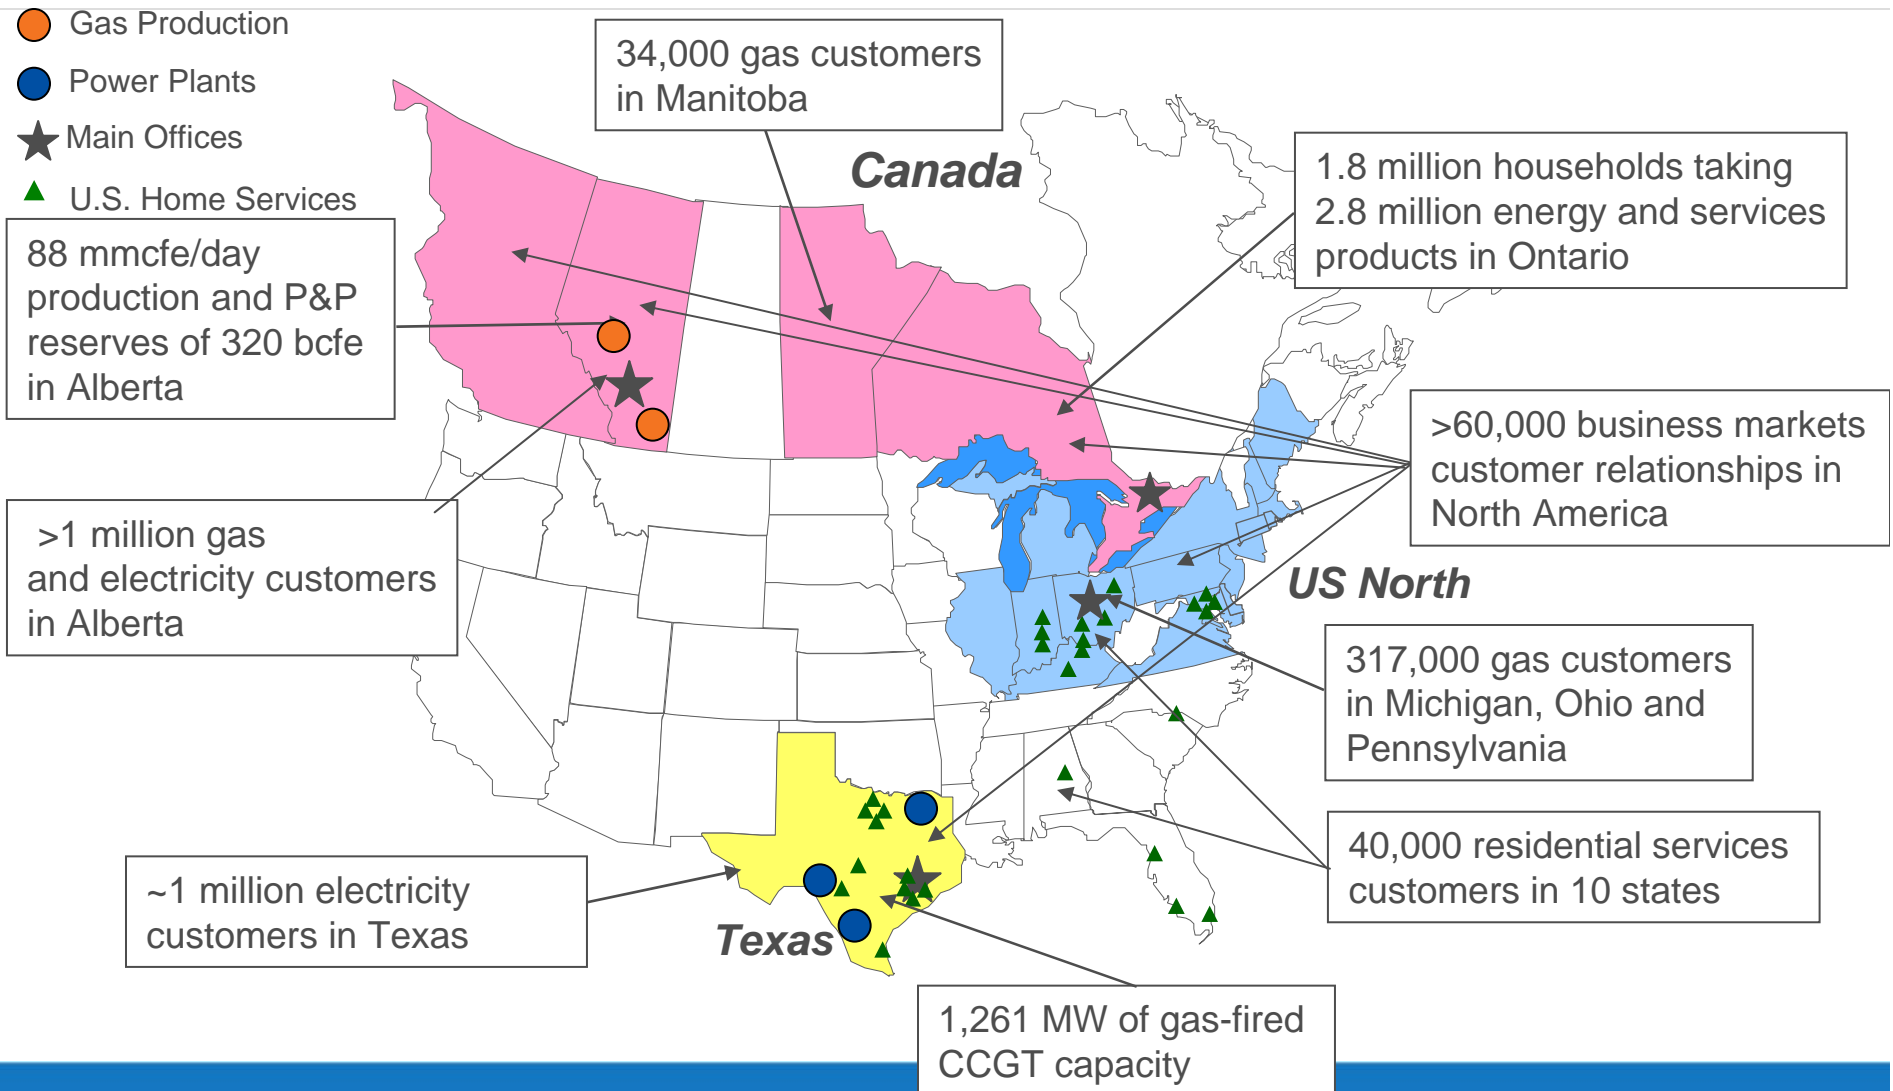 Gas Production
Power Plants
Main Offices
U.S. Home Services
34,000 gas customers
in Manitoba
Canada
1.8 million households taking
2.8 million energy and services
products in Ontario
88 mmcfe/day
production and P&P
reserves of 320 bcfe
in Alberta
>60,000 business markets
customer relationships in
North America
>1 million gas
and electricity customers
in Alberta
US North
317,000 gas customers
in Michigan, Ohio and
Pennsylvania
40,000 residential services
customers in 10 states
~1 million electricity
customers in Texas
Texas
1,261 MW of gas-fired
CCGT capacity